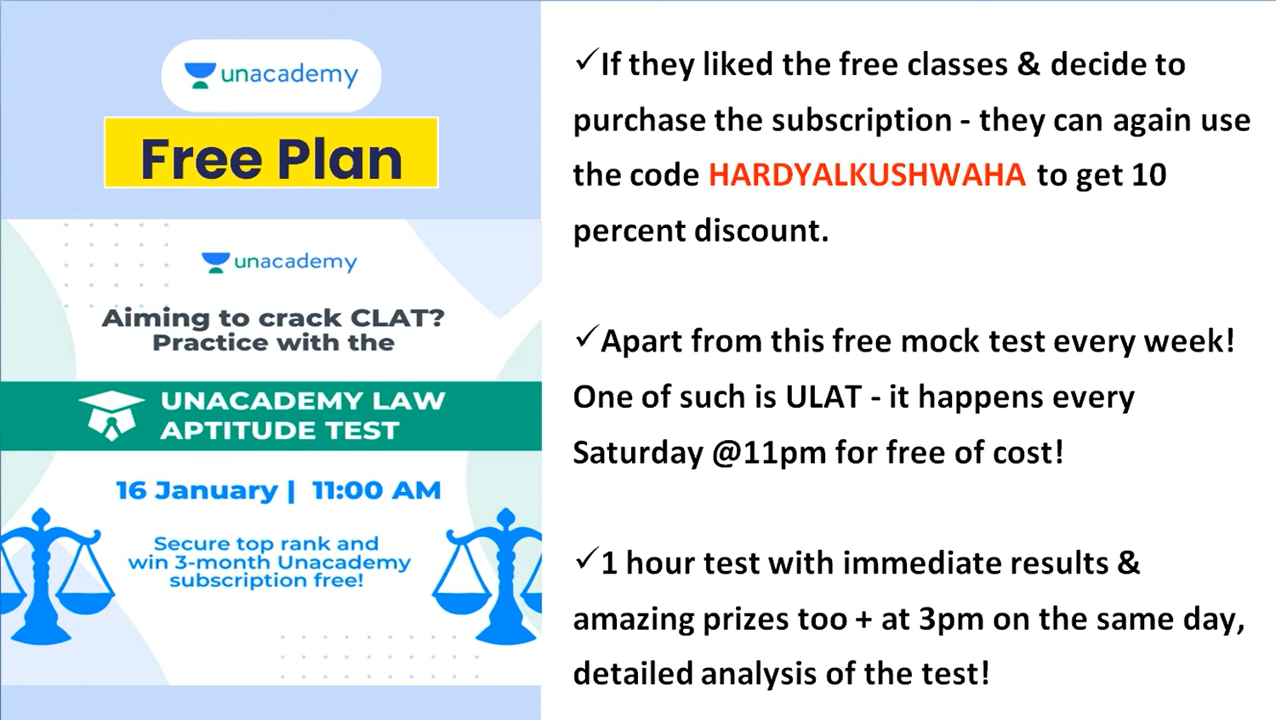 unacademy
Free Plan
unacademy
Aiming to crack CLAT?
Practice with the
UNACADEMY LAW
APTITUDE TEST
16 January | 11:00 AM
Secure top rank and
win 3-month Unacademy
subscription free!
✓If they liked the free classes & decide to
purchase the subscription - they can again use
the code HARDYALKUSHWAHA to get 10
percent discount.
✓Apart from this free mock test every week!
One of such is ULAT - it happens every
Saturday @11pm for free of cost!
✓1 hour test with immediate results &
amazing prizes too + at 3pm on the same day,
detailed analysis of the test!